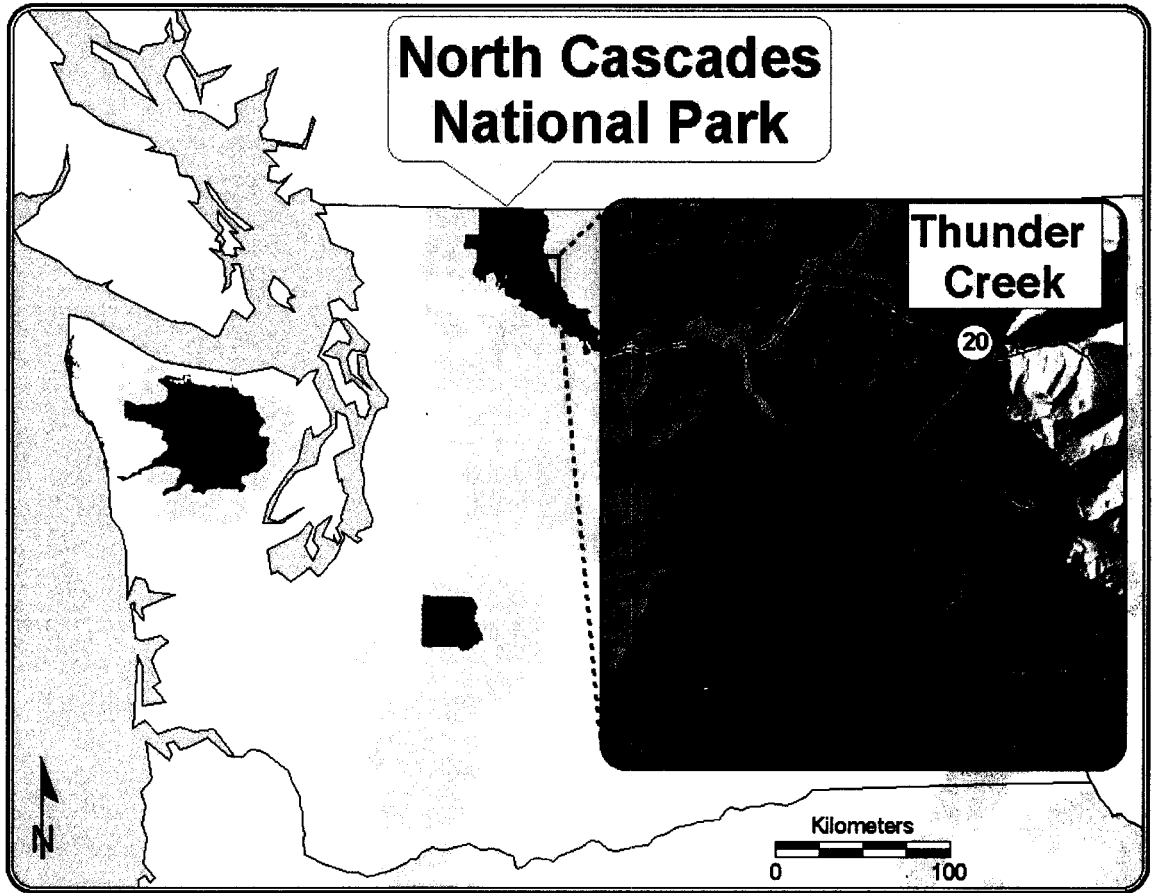 North Cascades
National Park
Thunder
Creek
20
N
Kilometers
0 100